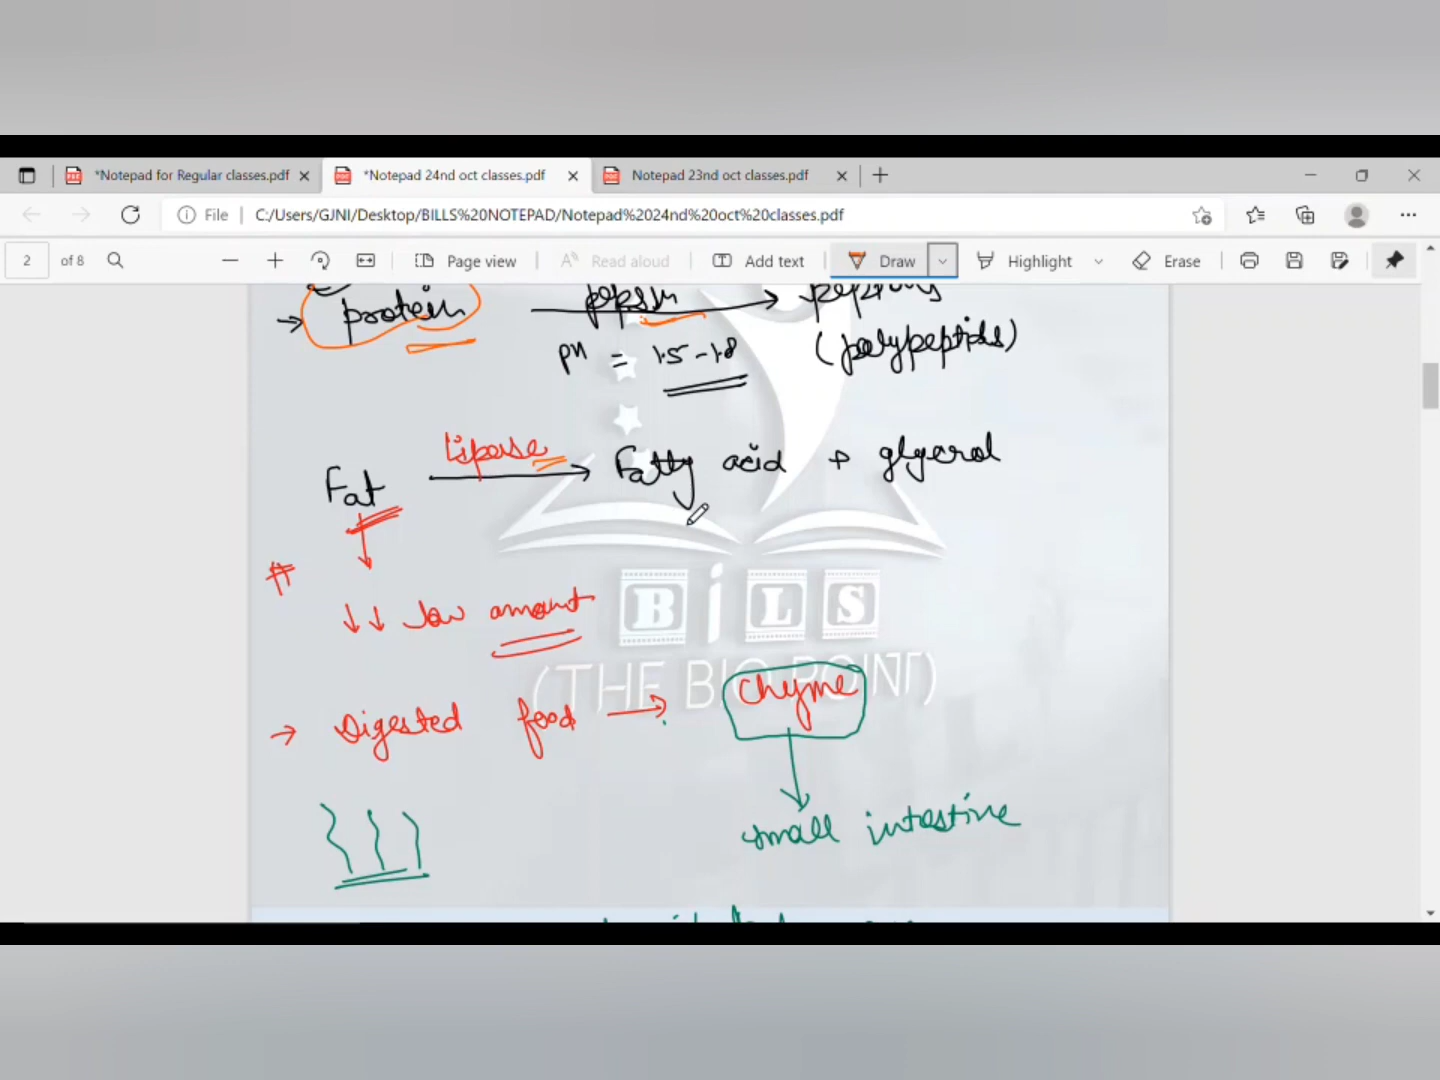 *Notepad for Regular classes.pdf
*Notepad 24nd oct classes.pdf
Notepad 23nd oct classes.pdf
File
C:/Users/GJNI/Desktop/BILLS%20NOTEPAD/Notepad%2024nd%20oct%20classes.pdf
2 of 8
Page view
Read aloud
Add text
Draw
Highlight
Erase
→ protein pepsin →
PH = 1.5-1.8 (polypeptids)
Fat lipase → Fatty acid + glycerol
# ↓↓ low amount
BiLS
(THE BIO POINT)
→ Digested food → chyme
small intestine